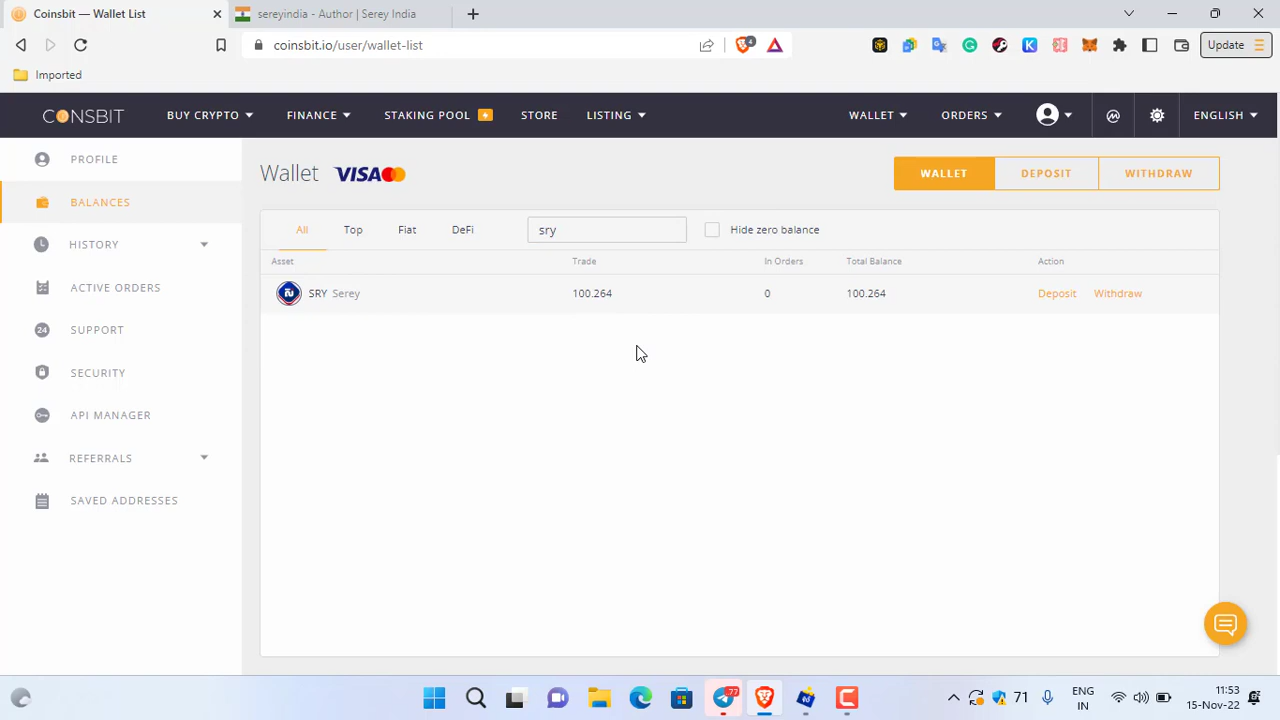 Coinsbit — Wallet List
sereyindia - Author | Serey India
coinsbit.io/user/wallet-list
4
Update
Imported
COINSBIT
BUY CRYPTO
FINANCE
STAKING POOL
STORE
LISTING
WALLET
ORDERS
ENGLISH
PROFILE
BALANCES
HISTORY
ACTIVE ORDERS
24 SUPPORT
SECURITY
API MANAGER
REFERRALS
SAVED ADDRESSES
Wallet VISA
WALLET DEPOSIT WITHDRAW
All Top Fiat DeFi sry Hide zero balance
Asset Trade In Orders Total Balance Action
SRY Serey 100.264 0 100.264 Deposit Withdraw
77
71
ENG
IN
11:53
15-Nov-22